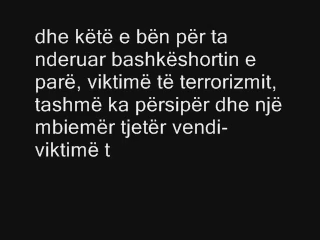 dhe këtë e bën për ta
nderuar bashkëshortin e
parë, viktimë të terrorizmit,
tashmë ka përsipër dhe një
mbiemër tjetër vendi-
viktimë t